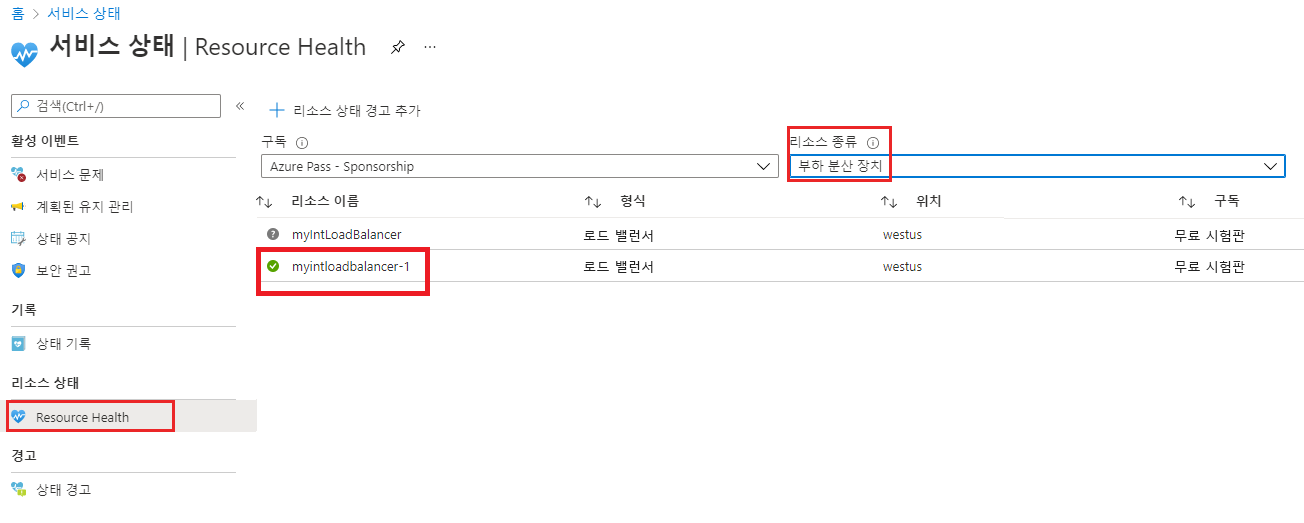 홈 > 서비스 상태
서비스 상태 | Resource Health ...
검색(Ctrl+/) «
활성 이벤트
서비스 문제
계획된 유지 관리
상태 공지
보안 권고
기록
상태 기록
리소스 상태
Resource Health
경고
상태 경고
+ 리소스 상태 경고 추가
구독
Azure Pass - Sponsorship
리소스 종류
부하 분산 장치
리소스 이름 형식 위치 구독
myIntLoadBalancer 로드 밸런서 westus 무료 시험판
myintloadbalancer-1 로드 밸런서 westus 무료 시험판